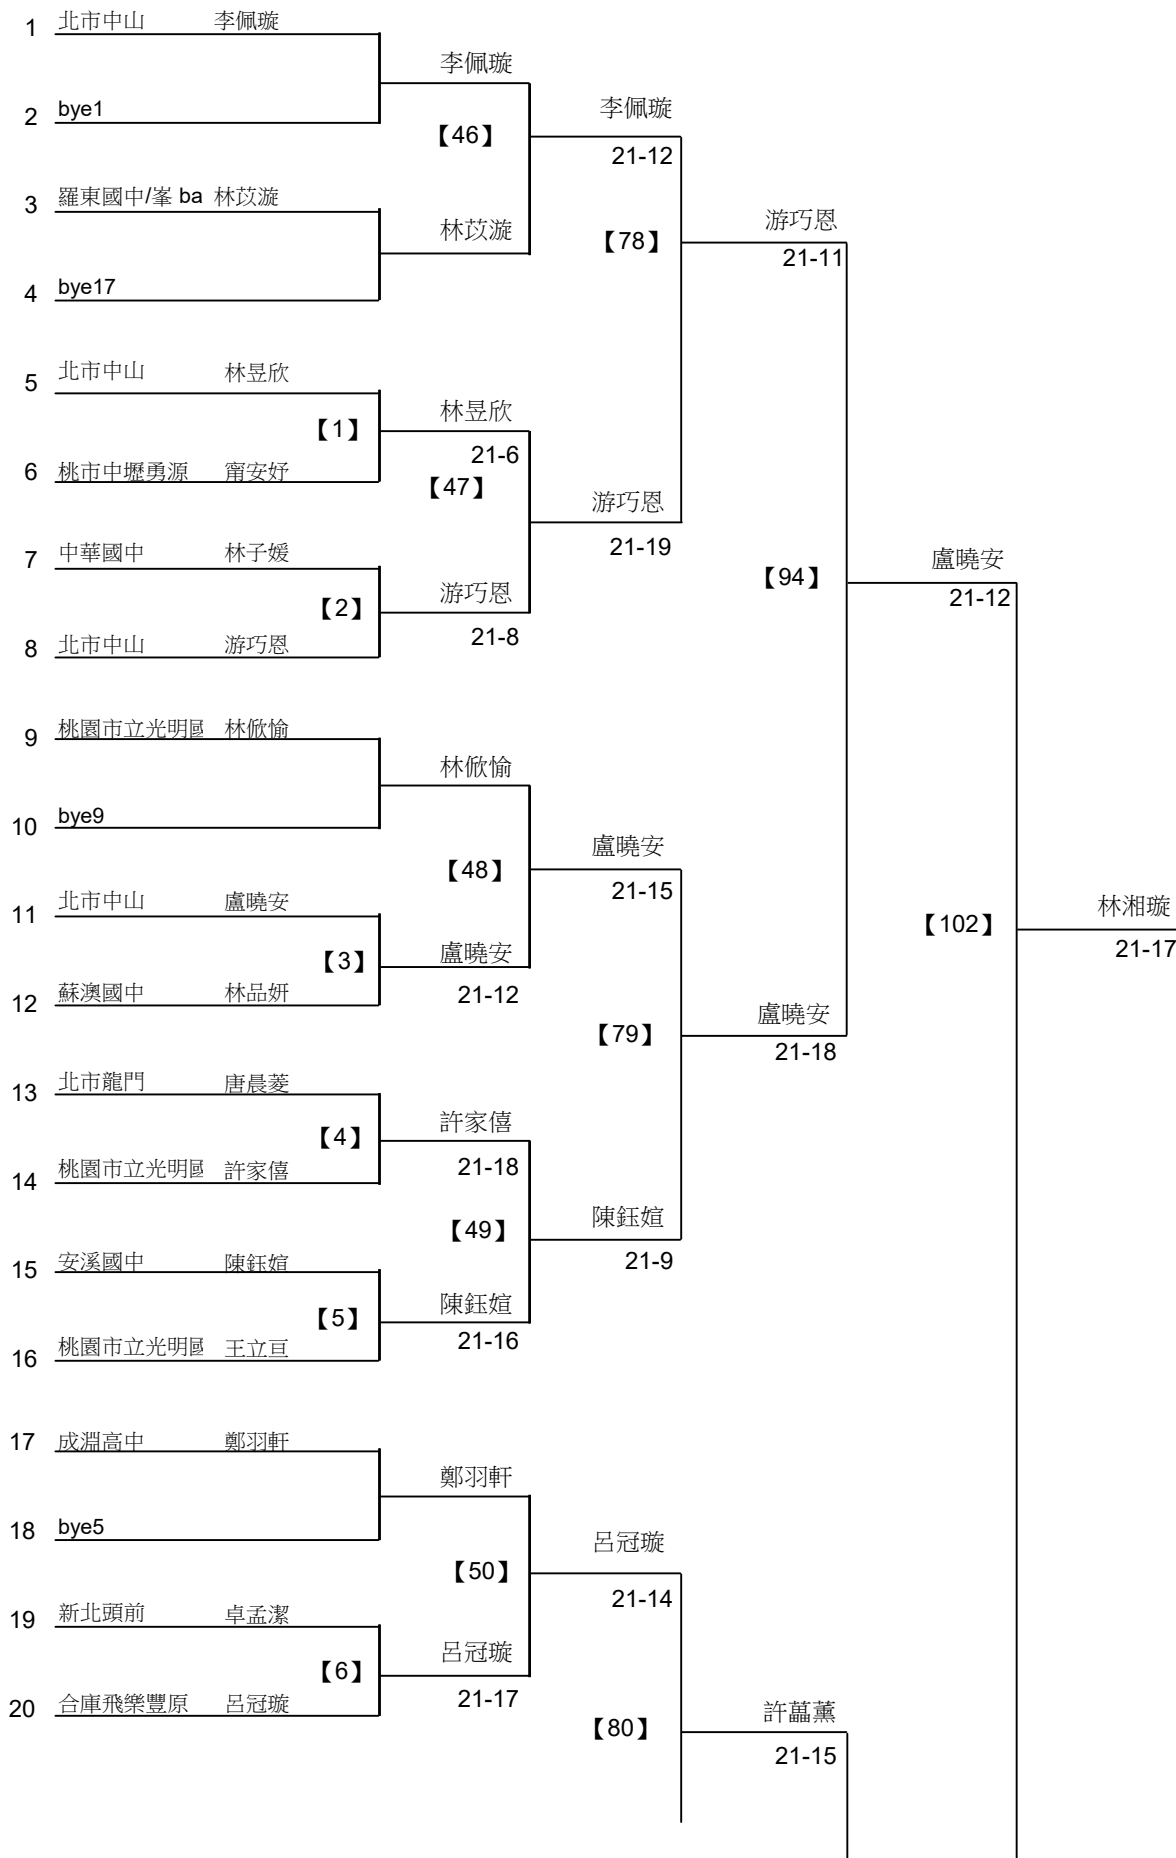 1 北市中山 李佩璇
李佩璇
2 bye1
李佩璇
【46】
21-12
3 羅東國中/峯 ba 林苡漩
林苡漩
【78】
游巧恩
21-11
4 bye17
5 北市中山 林昱欣
【1】
林昱欣
21-6
6 桃市中壢勇源 甯安妤
【47】
游巧恩
21-19
7 中華國中 林子媛
【2】
游巧恩
21-8
8 北市中山 游巧恩
【94】
盧曉安
21-12
9 桃園市立光明國 林俽愉
林俽愉
10 bye9
【48】
盧曉安
21-15
11 北市中山 盧曉安
【3】
盧曉安
21-12
12 蘇澳國中 林品妍
【102】
林湘璇
21-17
【79】
盧曉安
21-18
13 北市龍門 唐晨菱
【4】
許家僖
21-18
14 桃園市立光明國 許家僖
【49】
陳鈺媗
21-9
15 安溪國中 陳鈺媗
【5】
陳鈺媗
21-16
16 桃園市立光明國 王立亘
17 成淵高中 鄭羽軒
鄭羽軒
18 bye5
【50】
呂冠璇
21-14
19 新北頭前 卓孟潔
【6】
呂冠璇
21-17
20 合庫飛樂豐原 呂冠璇
【80】
許菖薰
21-15